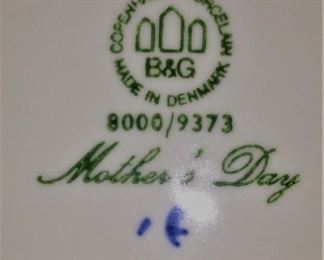 COPENHAGEN PORCELAIN
B&G
MADE IN DENMARK
8000/9373
Mother's Day